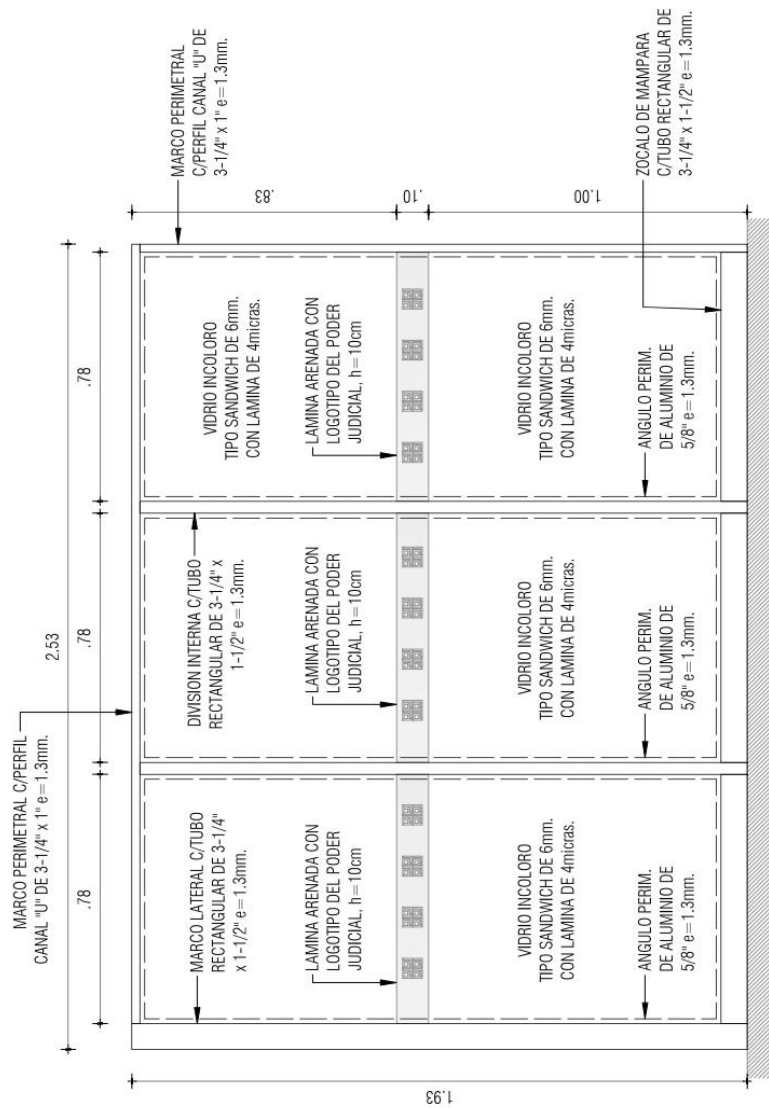 MARCO PERIMETRAL C/PERFIL
CANAL "U" DE 3-1/4" x 1" e=1.3mm.
2.53
.78
.78
.78
MARCO PERIMETRAL
C/PERFIL CANAL "U" DE
3-1/4" x 1" e=1.3mm.
MARCO LATERAL C/TUBO
RECTANGULAR DE 3-1/4"
x 1-1/2" e=1.3mm.
DIVISION INTERNA C/TUBO
RECTANGULAR DE 3-1/4" x
1-1/2" e=1.3mm.
VIDRIO INCOLORO
TIPO SANDWICH DE 6mm.
CON LAMINA DE 4micras.
.83
LAMINA ARENADA CON
LOGOTIPO DEL PODER
JUDICIAL, h=10cm
LAMINA ARENADA CON
LOGOTIPO DEL PODER
JUDICIAL, h=10cm
LAMINA ARENADA CON
LOGOTIPO DEL PODER
JUDICIAL, h=10cm
.10
1.93
VIDRIO INCOLORO
TIPO SANDWICH DE 6mm.
CON LAMINA DE 4micras.
VIDRIO INCOLORO
TIPO SANDWICH DE 6mm.
CON LAMINA DE 4micras.
VIDRIO INCOLORO
TIPO SANDWICH DE 6mm.
CON LAMINA DE 4micras.
1.00
ANGULO PERIM.
DE ALUMINIO DE
5/8" e=1.3mm.
ANGULO PERIM.
DE ALUMINIO DE
5/8" e=1.3mm.
ANGULO PERIM.
DE ALUMINIO DE
5/8" e=1.3mm.
ZOCALO DE MAMPARA
C/TUBO RECTANGULAR DE
3-1/4" x 1-1/2" e=1.3mm.